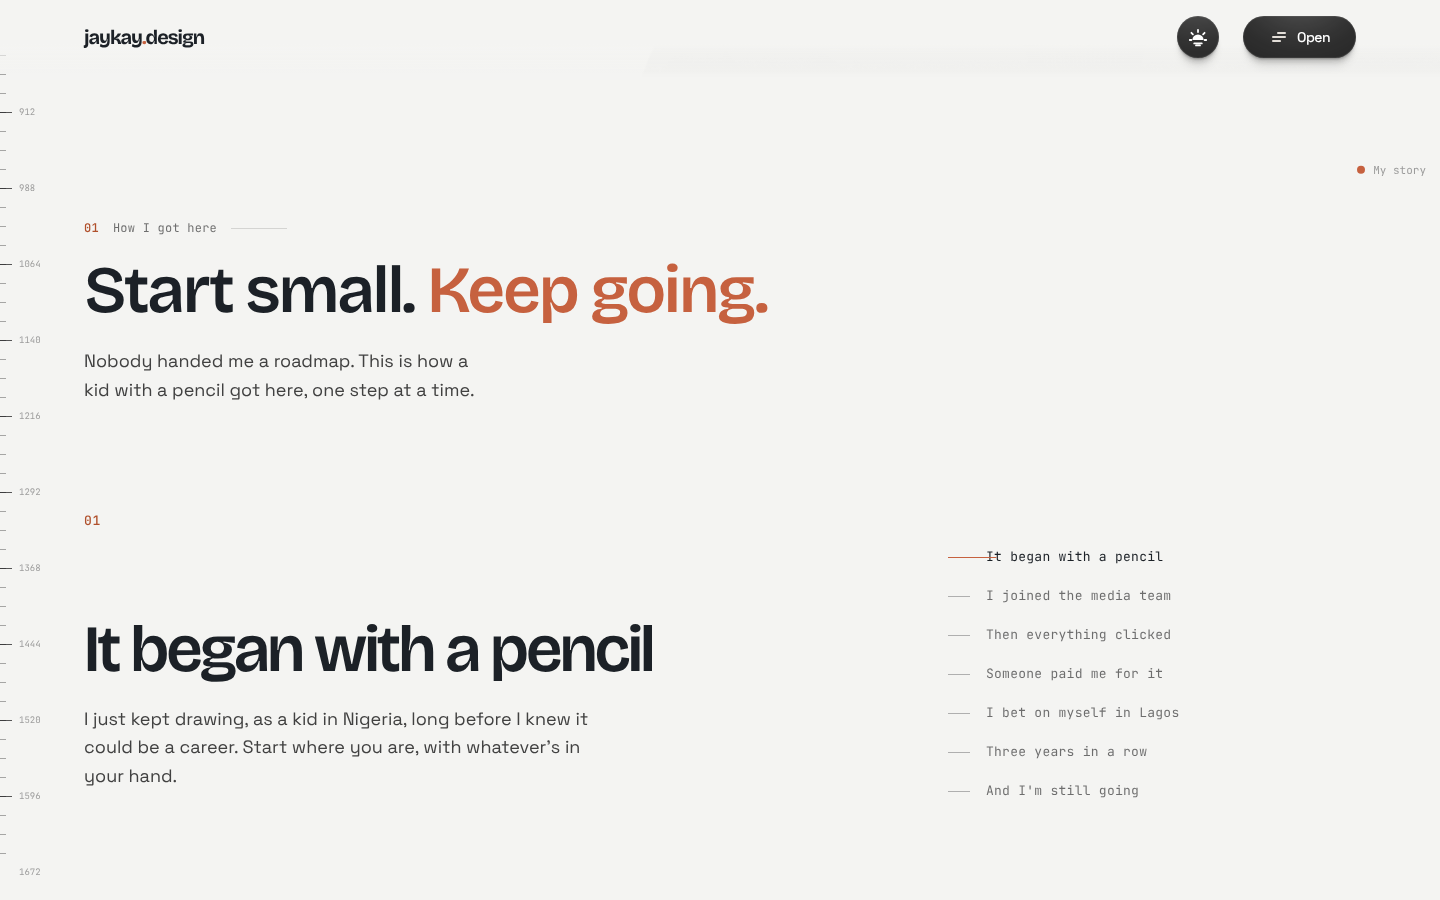 jaykay.design
Open
912
988
1064
1140
1216
1292
1368
1444
1520
1596
1672
My story
01 How I got here
Start small. Keep going.
Nobody handed me a roadmap. This is how a
kid with a pencil got here, one step at a time.
01
It began with a pencil
I just kept drawing, as a kid in Nigeria, long before I knew it
could be a career. Start where you are, with whatever's in
your hand.
It began with a pencil
I joined the media team
Then everything clicked
Someone paid me for it
I bet on myself in Lagos
Three years in a row
And I'm still going